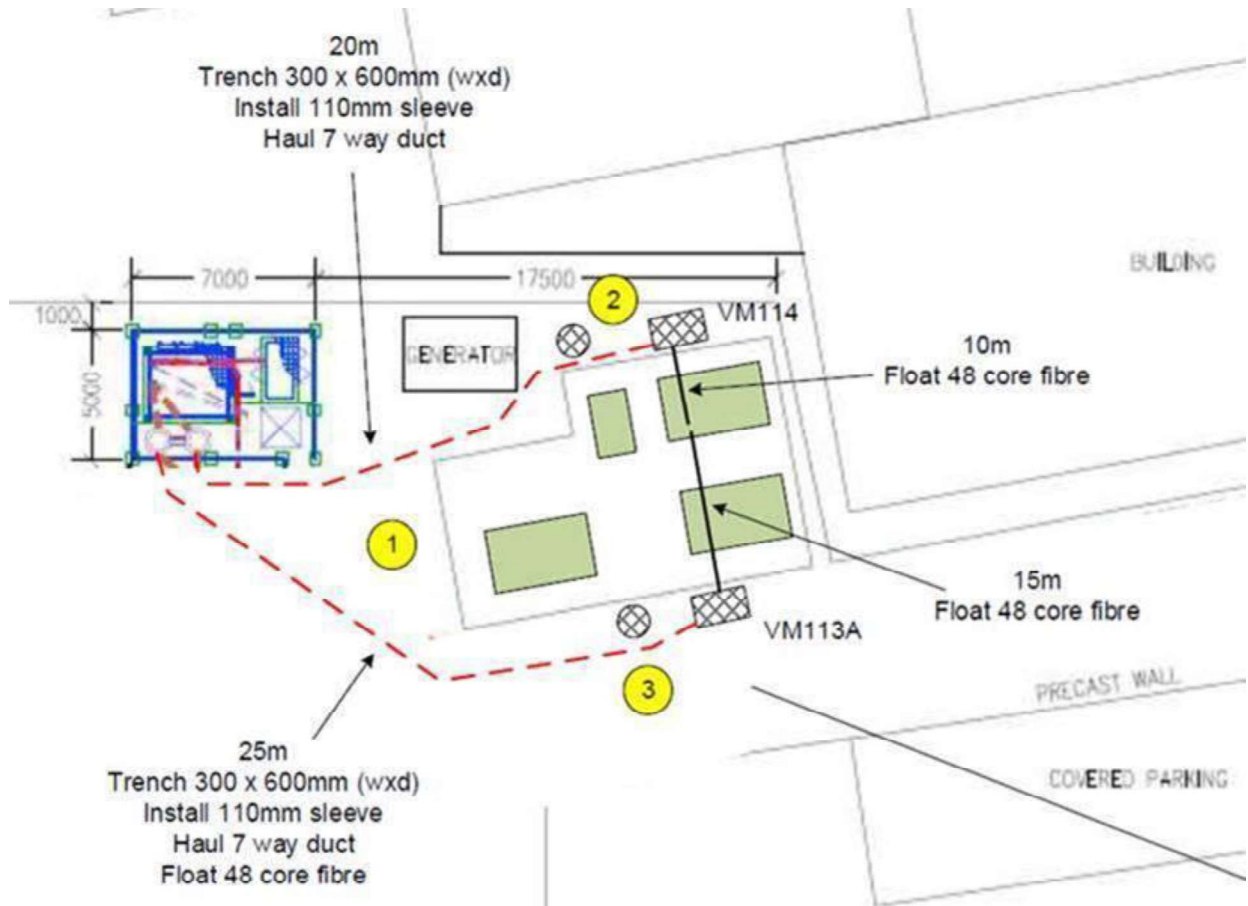 20m
Trench 300 x 600mm (wxd)
Install 110mm sleeve
Haul 7 way duct
7000
17500
1000
5000
GENERATOR
2
VM114
BUILDING
10m
Float 48 core fibre
1
15m
Float 48 core fibre
VM113A
3
PRECAST WALL
COVERED PARKING
25m
Trench 300 x 600mm (wxd)
Install 110mm sleeve
Haul 7 way duct
Float 48 core fibre